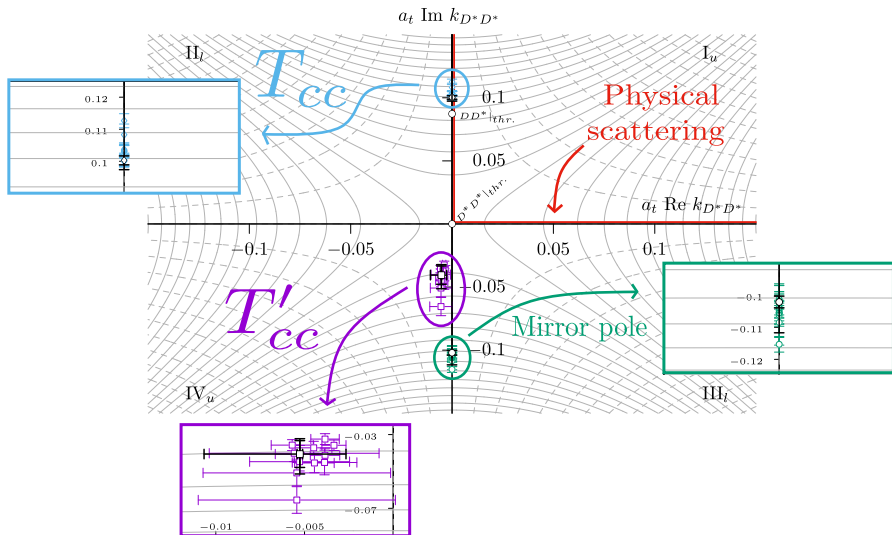 a_t Im k_{D*D*}
II_l
I_u
T_cc
0.12
0.11
0.1
0.1
DD*|_thr.
Physical
scattering
0.05
D*D*|_thr.
a_t Re k_{D*D*}
−0.1
−0.05
0.05
0.1
T'_cc
−0.05
Mirror pole
−0.1
−0.1
−0.11
−0.12
IV_u
III_l
−0.03
−0.07
−0.01
−0.005